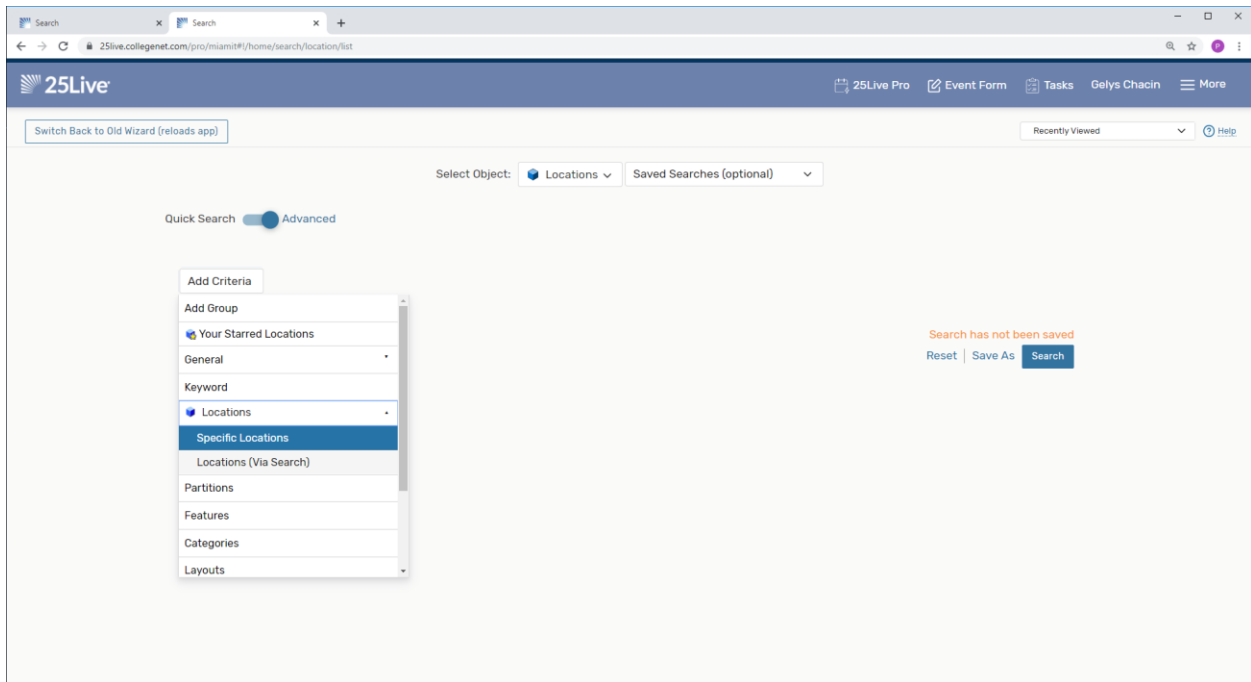 Search
Search
25live.collegenet.com/pro/miamit#!/home/search/location/list
P
25Live
25Live Pro
Event Form
Tasks
Gelys Chacin
More
Switch Back to Old Wizard (reloads app)
Recently Viewed
? Help
Select Object:
Locations
Saved Searches (optional)
Quick Search
Advanced
Add Criteria
Add Group
Your Starred Locations
General
Search has not been saved
Reset | Save As
Search
Keyword
Locations
Specific Locations
Locations (Via Search)
Partitions
Features
Categories
Layouts